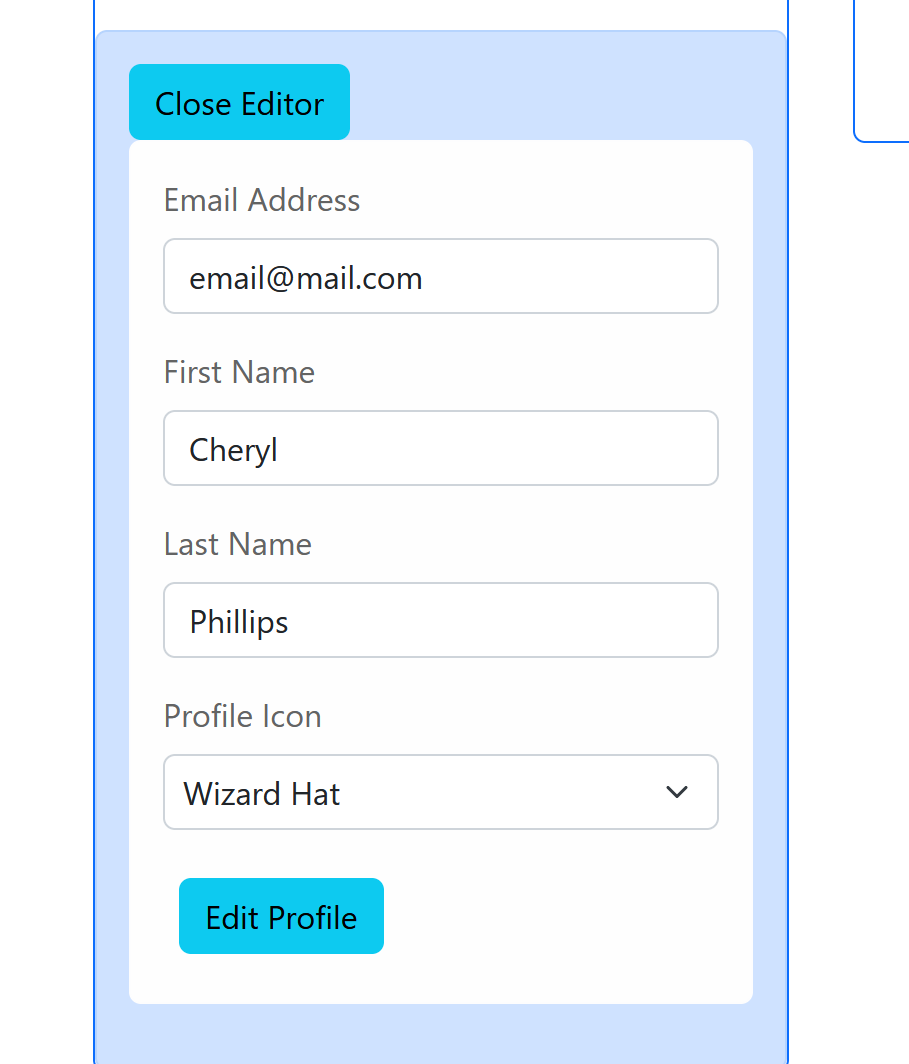 Close Editor
Email Address
email@mail.com
First Name
Cheryl
Last Name
Phillips
Profile Icon
Wizard Hat
Edit Profile